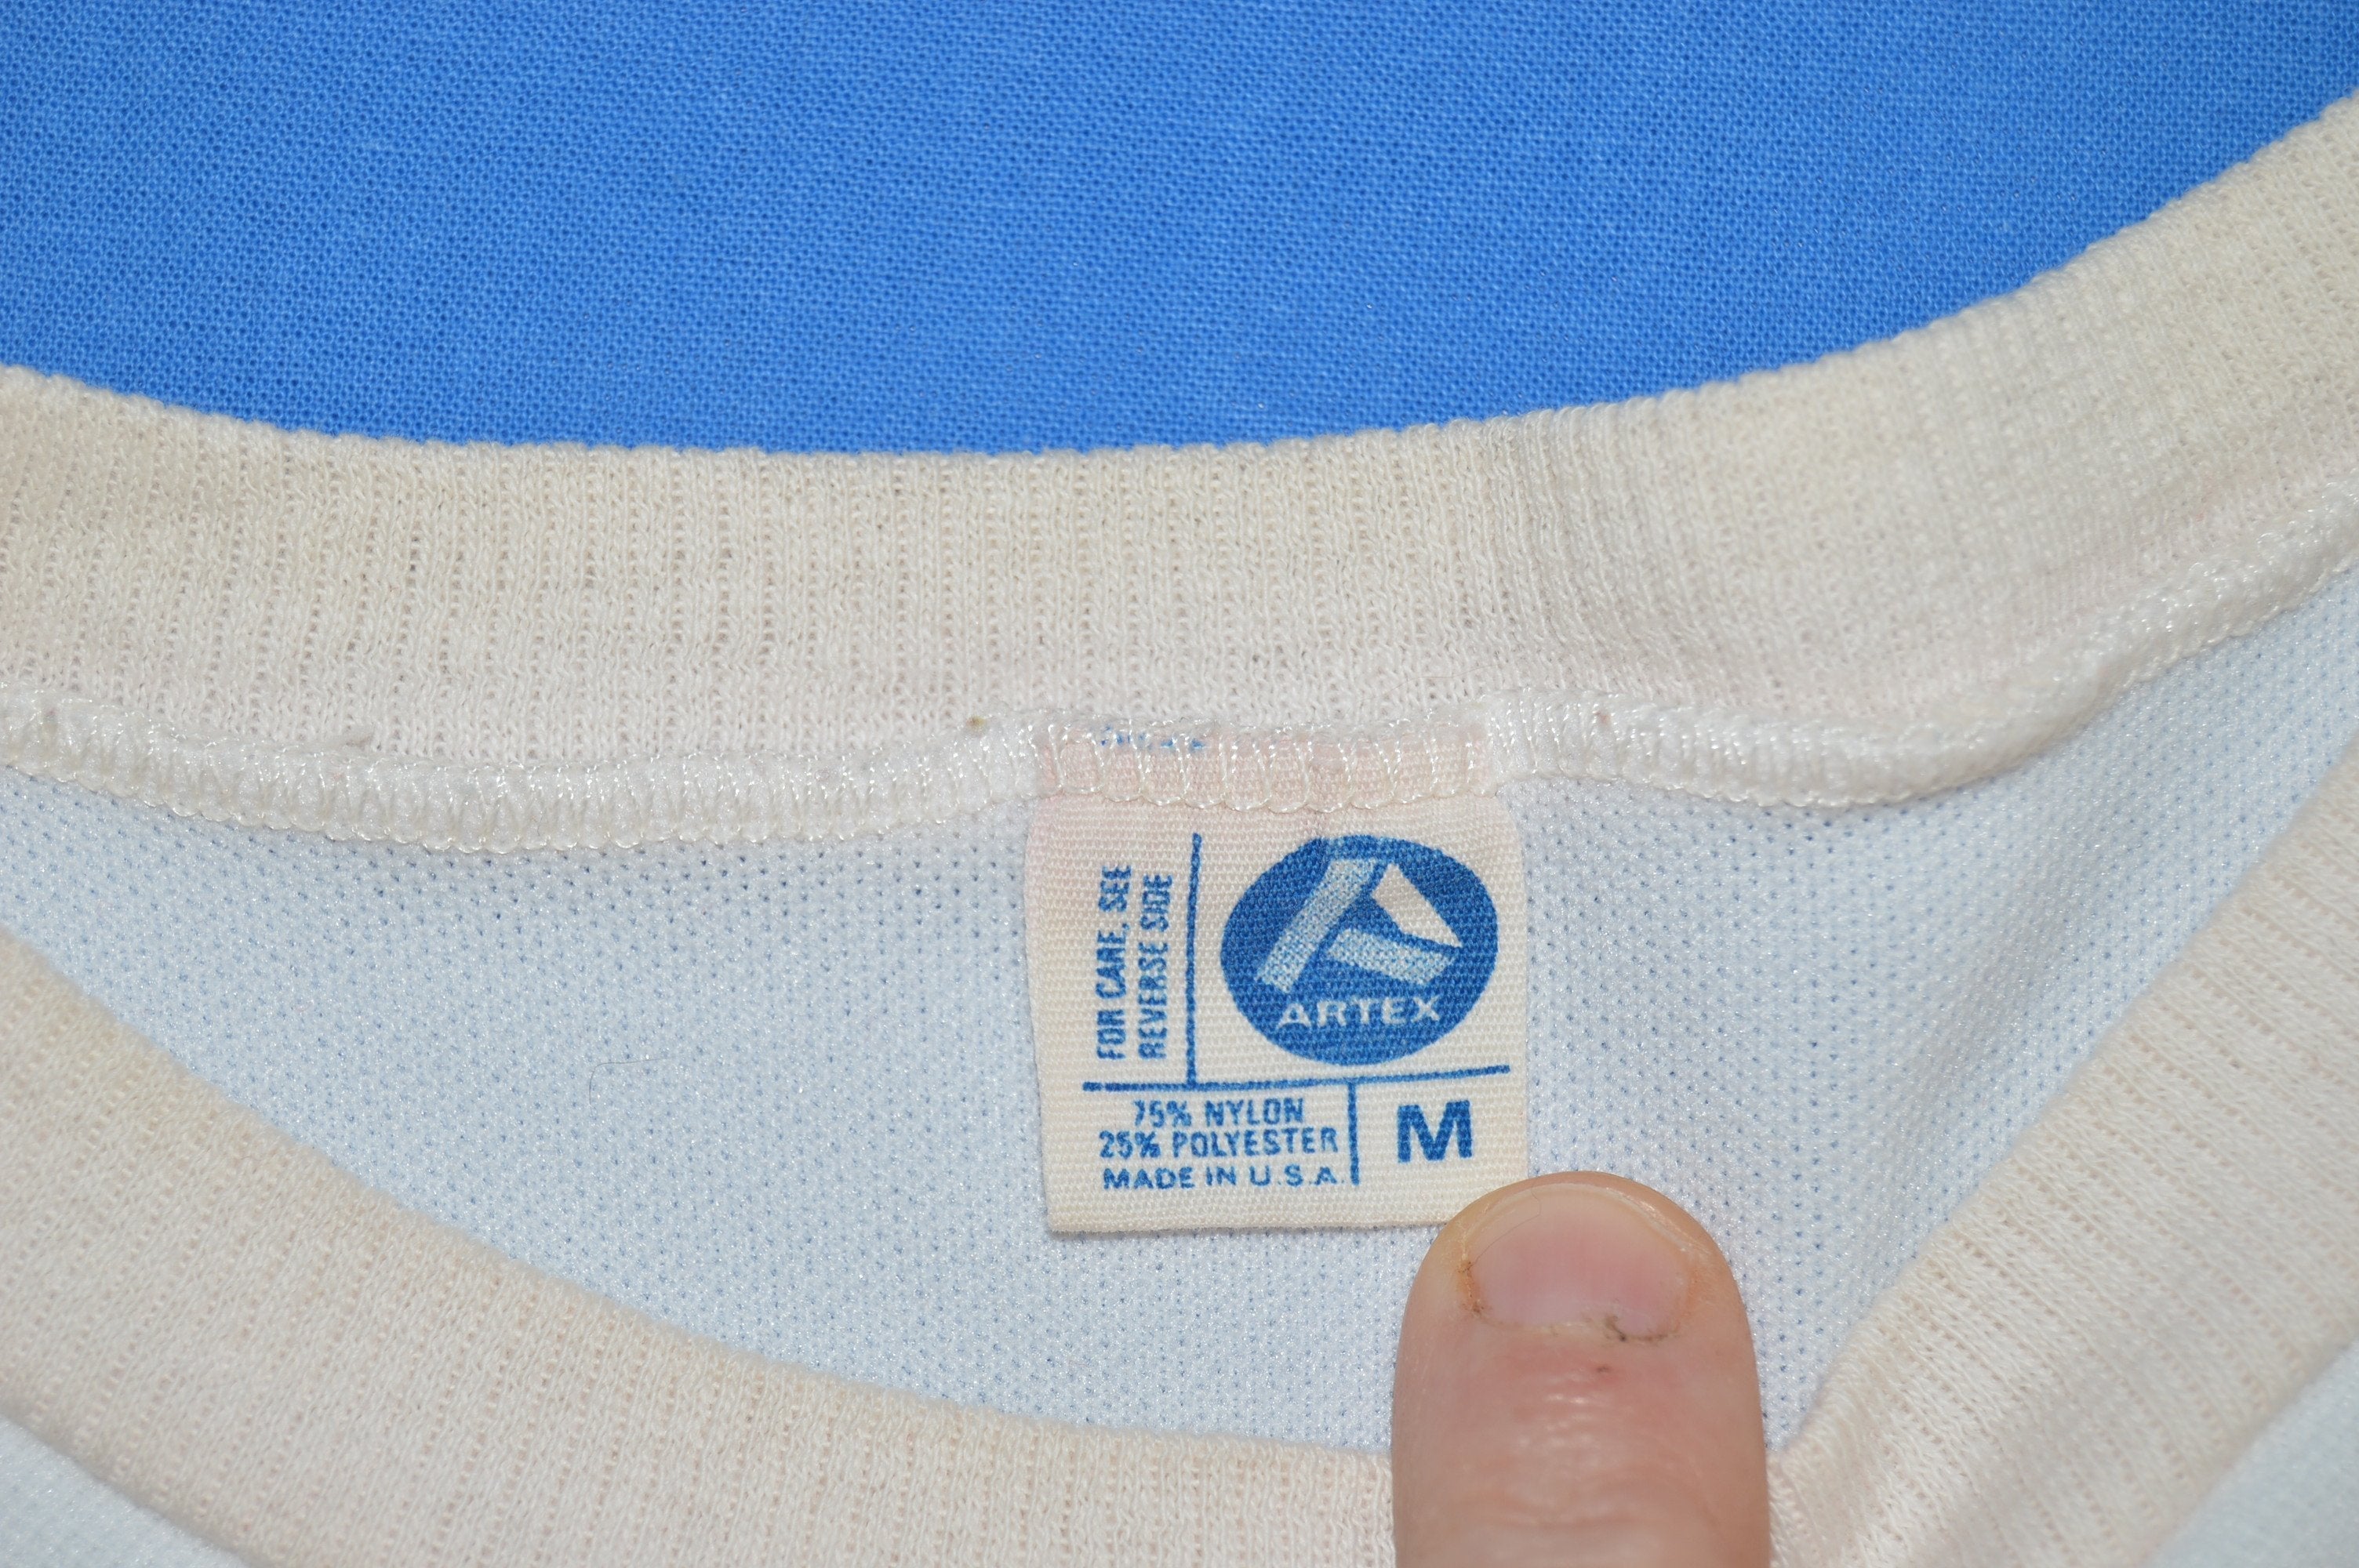 FOR CARE, SEE
REVERSE SIDE
ARTEX
75% NYLON
25% POLYESTER
MADE IN U.S.A.
M